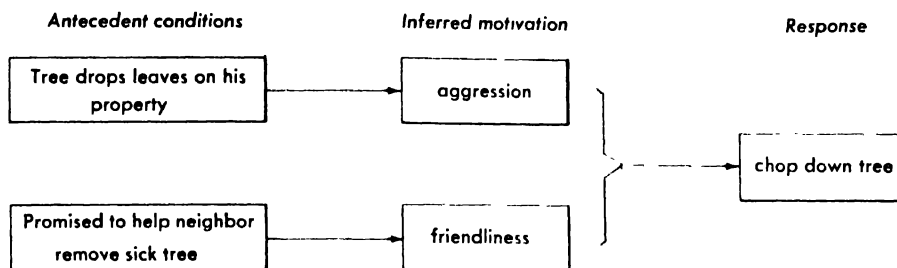 Antecedent conditions
Inferred motivation
Response
Tree drops leaves on his
property
aggression
chop down tree
Promised to help neighbor
remove sick tree
friendliness